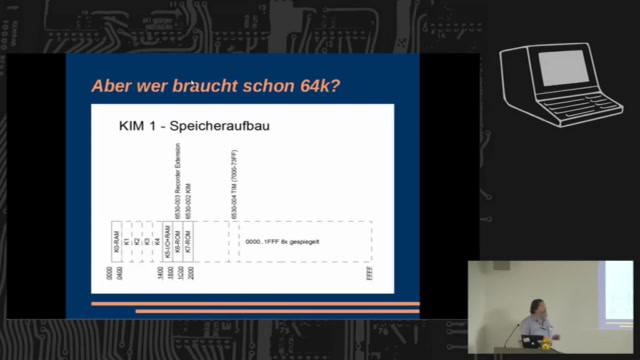 Aber wer braucht schon 64k?
KIM 1 - Speicheraufbau
6530-003 Recorder Extension
6530-002 KIM
6530-004 TIM (7000-73FF)
K0-RAM
K1
K2
K3
K4
K5-I/O+RAM
K6-ROM
K7-ROM
0000..1FFF 8x gespiegelt
0000
0400
1400
1800
1C00
2000
FFFF